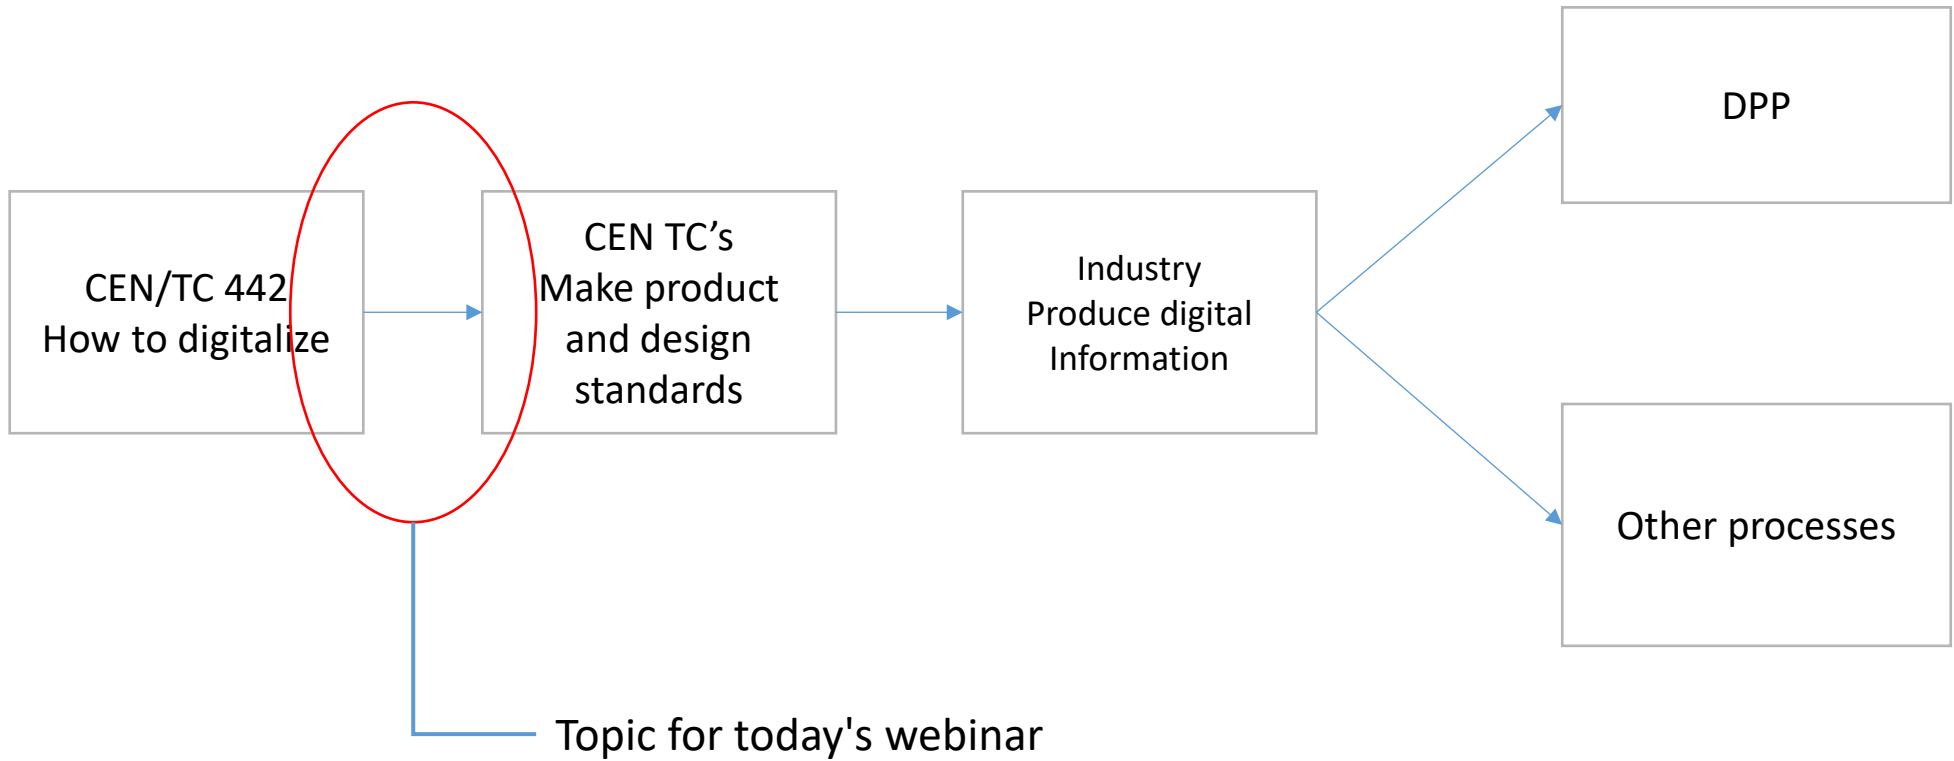 CEN/TC 442
How to digitalize
CEN TC’s
Make product
and design
standards
Industry
Produce digital
Information
DPP
Other processes
Topic for today's webinar